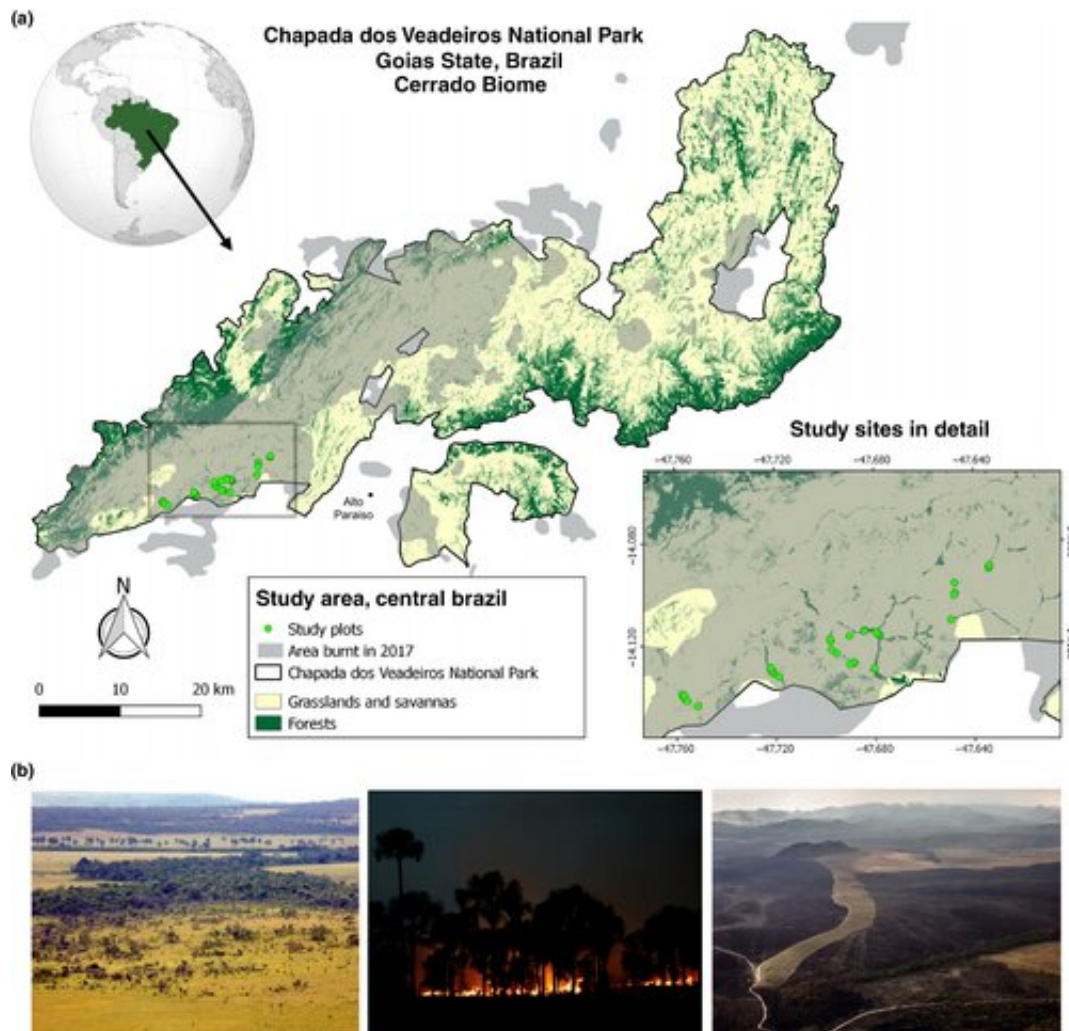 (a)
Chapada dos Veadeiros National Park
Goias State, Brazil
Cerrado Biome
Study sites in detail
−47.760
−47.720
−47.680
−47.640
−14.080
−14.120
−47.760
−47.720
−47.680
−47.640
Alto
Paraiso
N
0
10
20 km
Study area, central brazil
Study plots
Area burnt in 2017
Chapada dos Veadeiros National Park
Grasslands and savannas
Forests
(b)